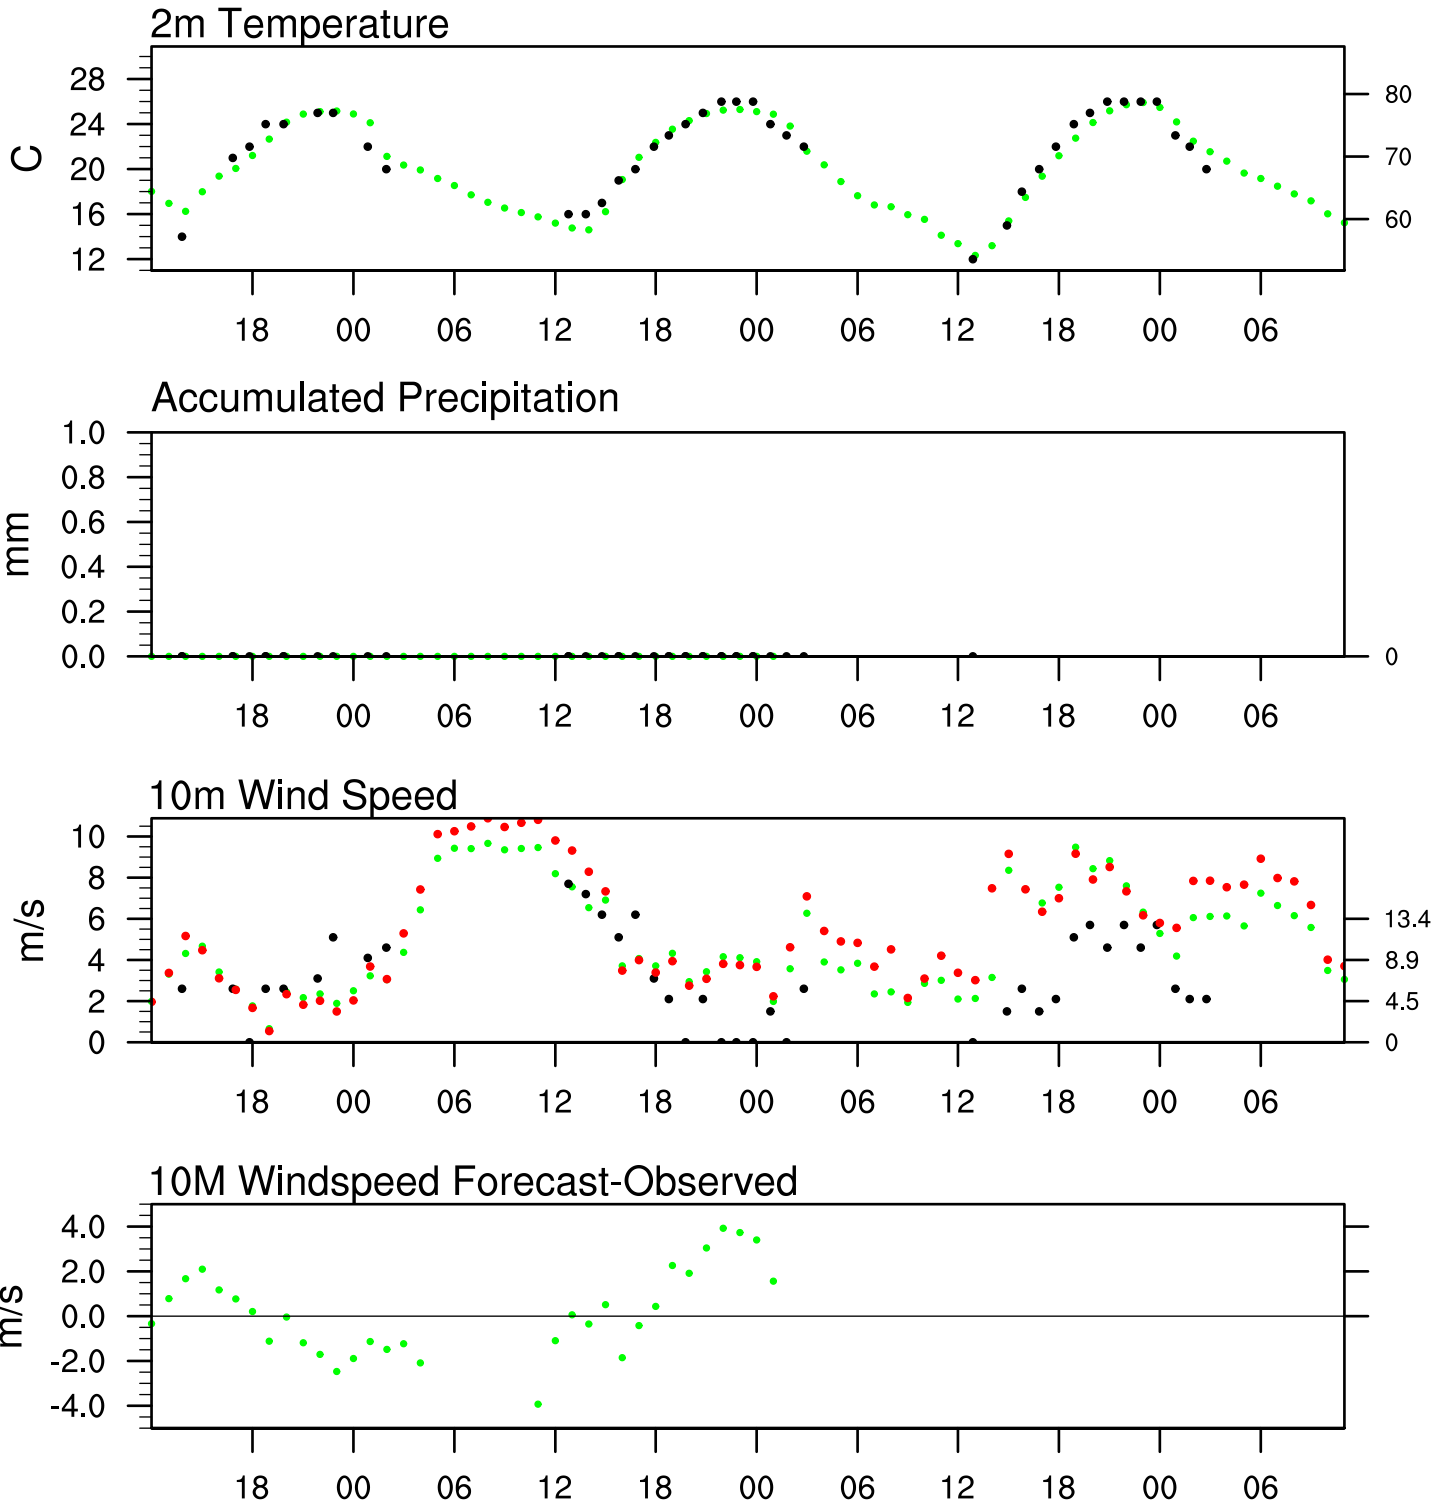 2m Temperature
28
24
20
16
12
C
80
70
60
18 00 06 12 18 00 06 12 18 00 06
Accumulated Precipitation
1.0
0.8
0.6
0.4
0.2
0.0
mm
0
18 00 06 12 18 00 06 12 18 00 06
10m Wind Speed
10
8
6
4
2
0
m/s
13.4
8.9
4.5
0
18 00 06 12 18 00 06 12 18 00 06
10M Windspeed Forecast-Observed
4.0
2.0
0.0
-2.0
-4.0
m/s
18 00 06 12 18 00 06 12 18 00 06